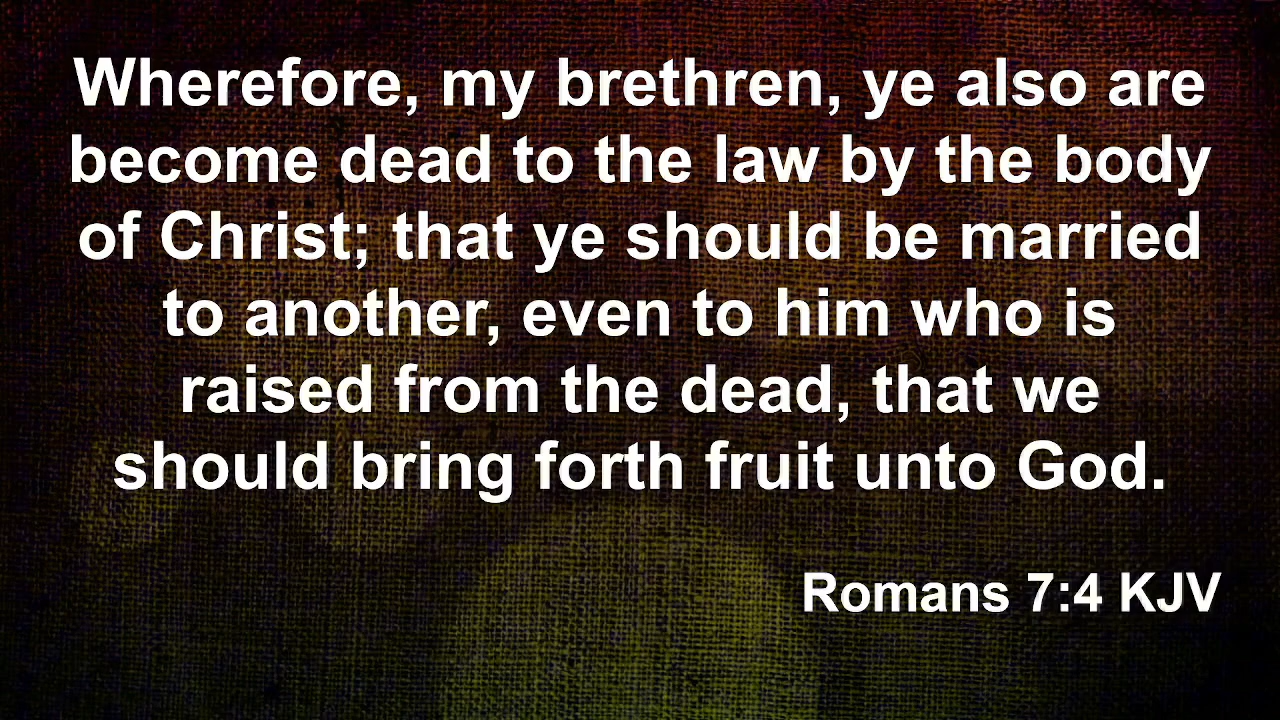 Wherefore, my brethren, ye also are
become dead to the law by the body
of Christ; that ye should be married
to another, even to him who is
raised from the dead, that we
should bring forth fruit unto God.
Romans 7:4 KJV